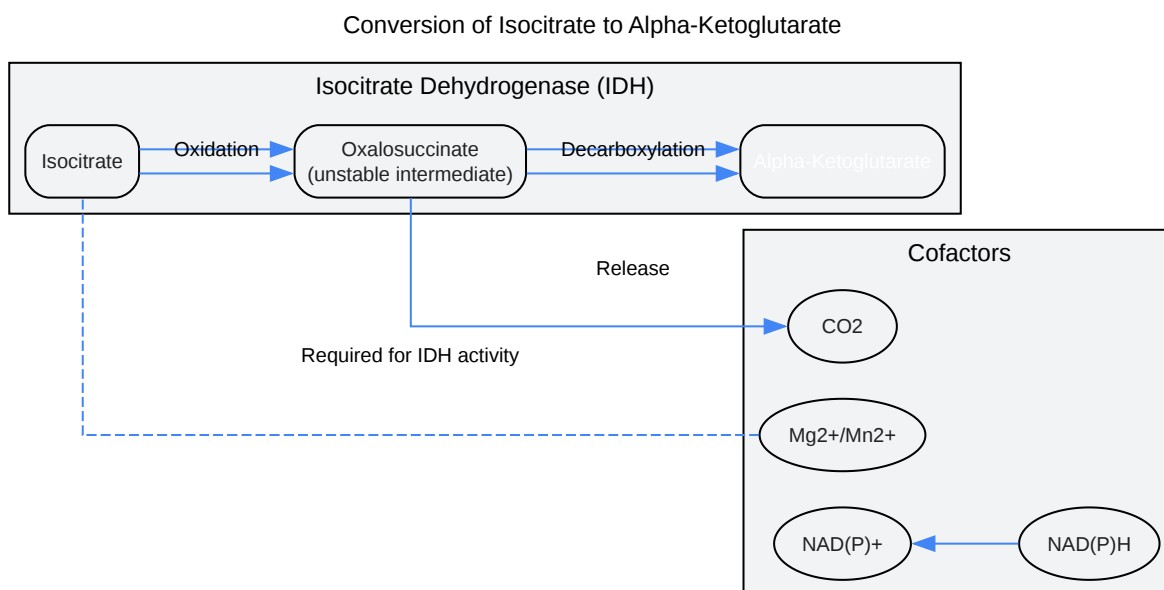 Conversion of Isocitrate to Alpha-Ketoglutarate
Isocitrate Dehydrogenase (IDH)
Isocitrate
Oxidation
Oxalosuccinate
(unstable intermediate)
Decarboxylation
Alpha-Ketoglutarate
Cofactors
Release
CO2
Required for IDH activity
Mg2+/Mn2+
NAD(P)+
NAD(P)H